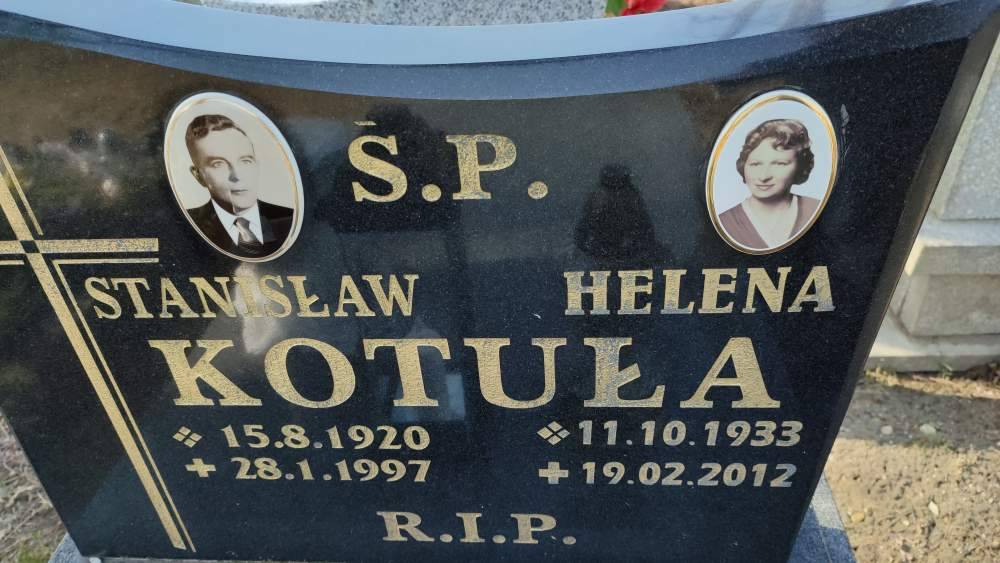 Ś.P.
STANISŁAW HELENA
KOTUŁA
15.8.1920 11.10.1933
28.1.1997 19.02.2012
R.I.P.